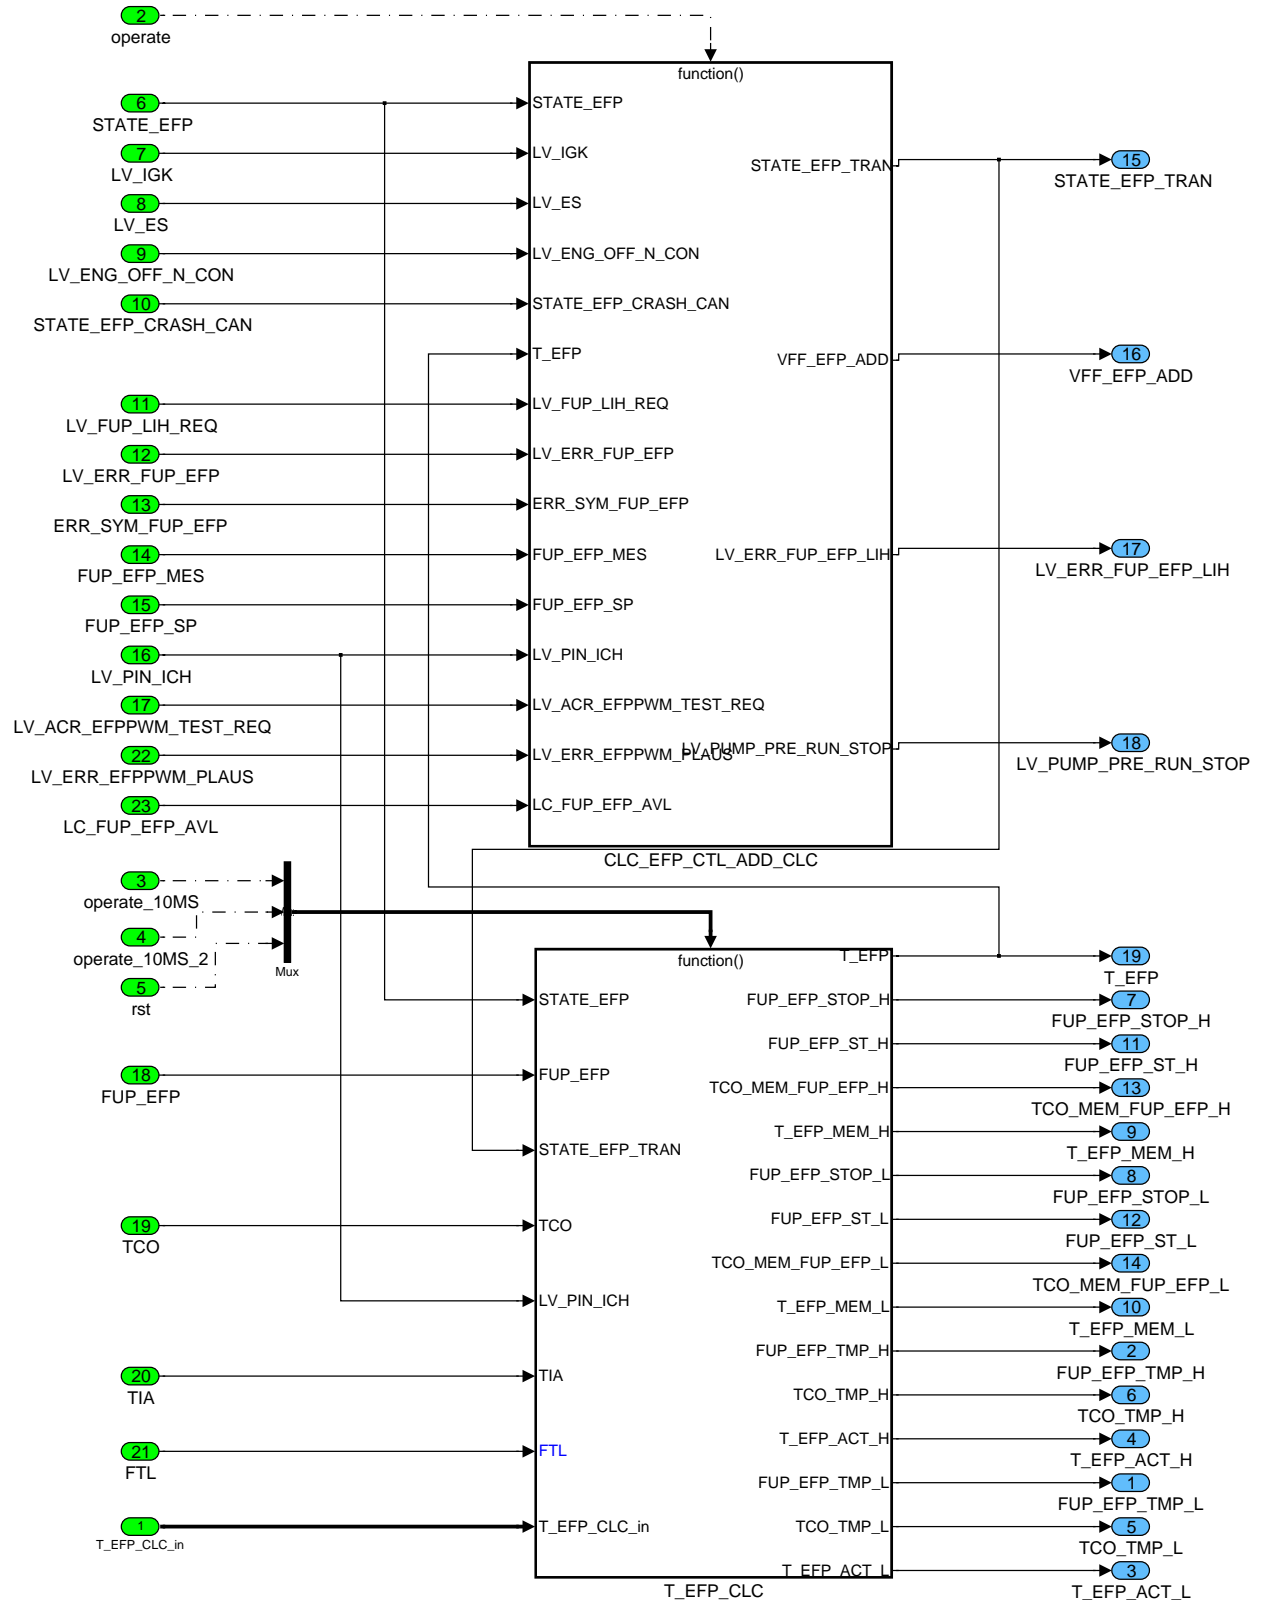 2
operate
function()
6
STATE_EFP
STATE_EFP
7
LV_IGK
LV_IGK
8
LV_ES
LV_ES
9
LV_ENG_OFF_N_CON
LV_ENG_OFF_N_CON
10
STATE_EFP_CRASH_CAN
STATE_EFP_CRASH_CAN
T_EFP
11
LV_FUP_LIH_REQ
LV_FUP_LIH_REQ
12
LV_ERR_FUP_EFP
LV_ERR_FUP_EFP
13
ERR_SYM_FUP_EFP
ERR_SYM_FUP_EFP
14
FUP_EFP_MES
FUP_EFP_MES
15
FUP_EFP_SP
FUP_EFP_SP
16
LV_PIN_ICH
LV_PIN_ICH
17
LV_ACR_EFPPWM_TEST_REQ
LV_ACR_EFPPWM_TEST_REQ
22
LV_ERR_EFPPWM_PLAUS
LV_ERR_EFPPWM_PLAUS
23
LC_FUP_EFP_AVL
LC_FUP_EFP_AVL
STATE_EFP_TRAN
15
STATE_EFP_TRAN
VFF_EFP_ADD
16
VFF_EFP_ADD
LV_ERR_FUP_EFP_LIH
17
LV_ERR_FUP_EFP_LIH
LV_PUMP_PRE_RUN_STOP
18
LV_PUMP_PRE_RUN_STOP
CLC_EFP_CTL_ADD_CLC
3
operate_10MS
4
operate_10MS_2
5
rst
Mux
function()
STATE_EFP
18
FUP_EFP
FUP_EFP
STATE_EFP_TRAN
19
TCO
TCO
LV_PIN_ICH
20
TIA
TIA
21
FTL
FTL
1
T_EFP_CLC_in
T_EFP_CLC_in
T_EFP
19
T_EFP
FUP_EFP_STOP_H
7
FUP_EFP_STOP_H
FUP_EFP_ST_H
11
FUP_EFP_ST_H
TCO_MEM_FUP_EFP_H
13
TCO_MEM_FUP_EFP_H
T_EFP_MEM_H
9
T_EFP_MEM_H
FUP_EFP_STOP_L
8
FUP_EFP_STOP_L
FUP_EFP_ST_L
12
FUP_EFP_ST_L
TCO_MEM_FUP_EFP_L
14
TCO_MEM_FUP_EFP_L
T_EFP_MEM_L
10
T_EFP_MEM_L
FUP_EFP_TMP_H
2
FUP_EFP_TMP_H
TCO_TMP_H
6
TCO_TMP_H
T_EFP_ACT_H
4
T_EFP_ACT_H
FUP_EFP_TMP_L
1
FUP_EFP_TMP_L
TCO_TMP_L
5
TCO_TMP_L
T_EFP_ACT_L
3
T_EFP_ACT_L
T_EFP_CLC